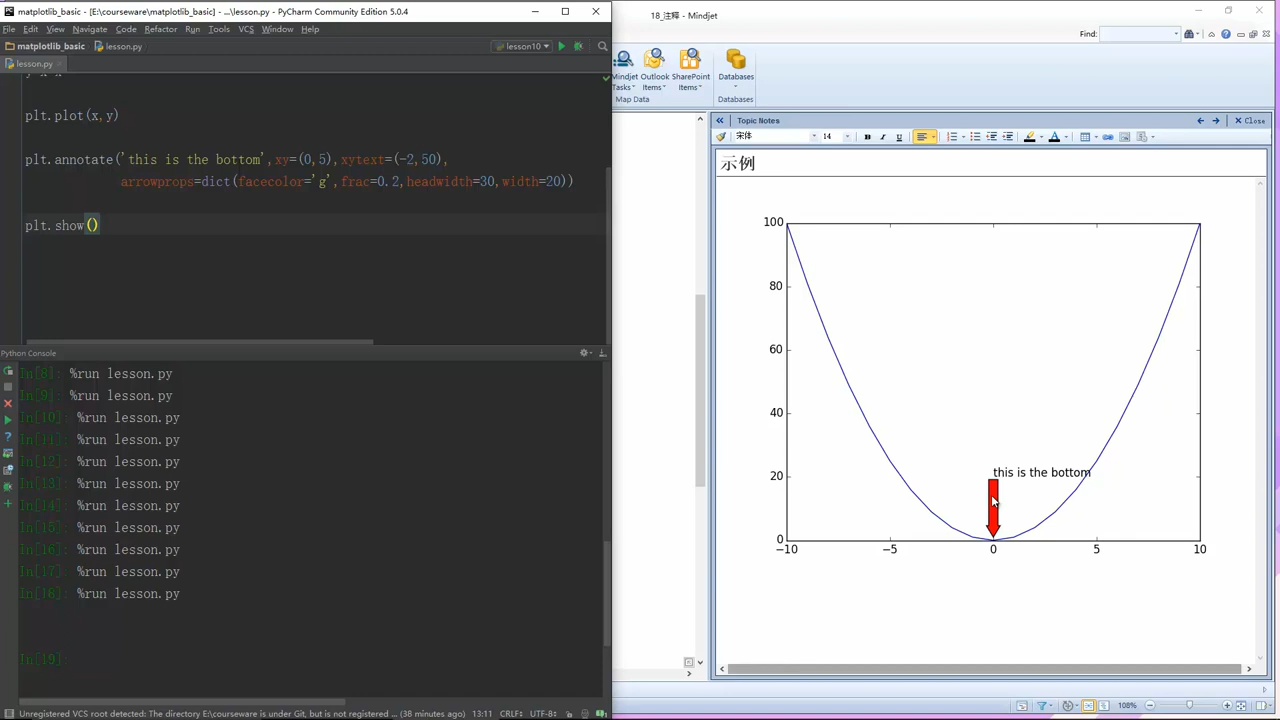 matplotlib_basic - [E:\courseware\matplotlib_basic] - ...\lesson.py - PyCharm Community Edition 5.0.4
File Edit View Navigate Code Refactor Run Tools VCS Window Help
matplotlib_basic lesson.py lesson10
lesson.py
plt.plot(x,y)
plt.annotate('this is the bottom',xy=(0,5),xytext=(-2,50),
arrowprops=dict(facecolor='g',frac=0.2,headwidth=30,width=20))
plt.show()
Python Console
In[8]: %run lesson.py
In[9]: %run lesson.py
In[10]: %run lesson.py
In[11]: %run lesson.py
In[12]: %run lesson.py
In[13]: %run lesson.py
In[14]: %run lesson.py
In[15]: %run lesson.py
In[16]: %run lesson.py
In[17]: %run lesson.py
In[18]: %run lesson.py
In[19]:
Unregistered VCS root detected: The directory E:\courseware is under Git, but is not registered ... (38 minutes ago) 13:11 CRLF÷ UTF-8÷
18_注释 - Mindjet
Find:
Mindjet Outlook SharePoint Databases
Tasks Items Items
Map Data Databases
Topic Notes Close
宋体 14
示例
100
80
60
40
this is the bottom
20
0
−10 −5 0 5 10
108%